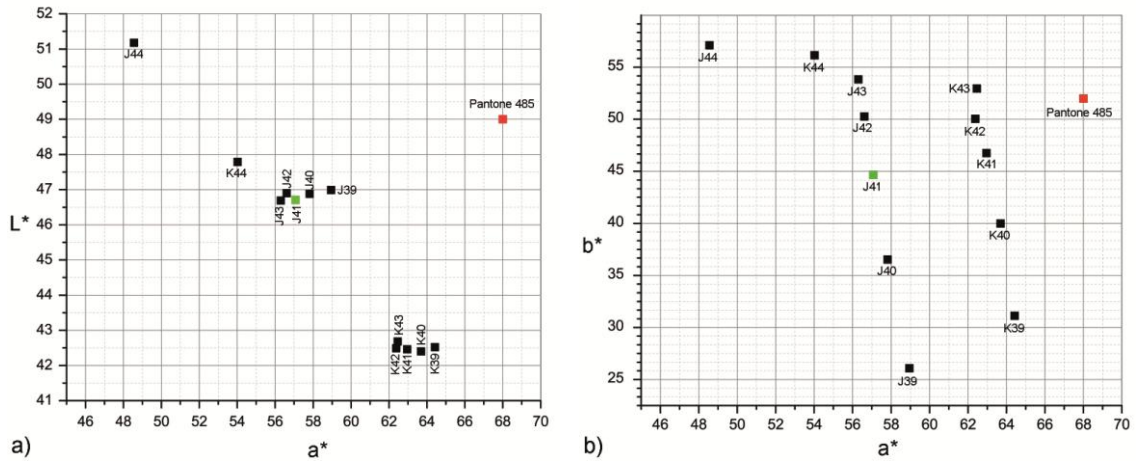 52
51
50
49
48
47
46
45
44
43
42
41
L*
J44
Pantone 485
K44
J42
J40
J39
J43
J41
K43
K40
K42
K41
K39
46 48 50 52 54 56 58 60 62 64 66 68 70
a)
a*
55
50
45
40
35
30
25
b*
J44
K44
J43
K43
Pantone 485
J42
K42
K41
J41
K40
J40
K39
J39
46 48 50 52 54 56 58 60 62 64 66 68 70
b)
a*